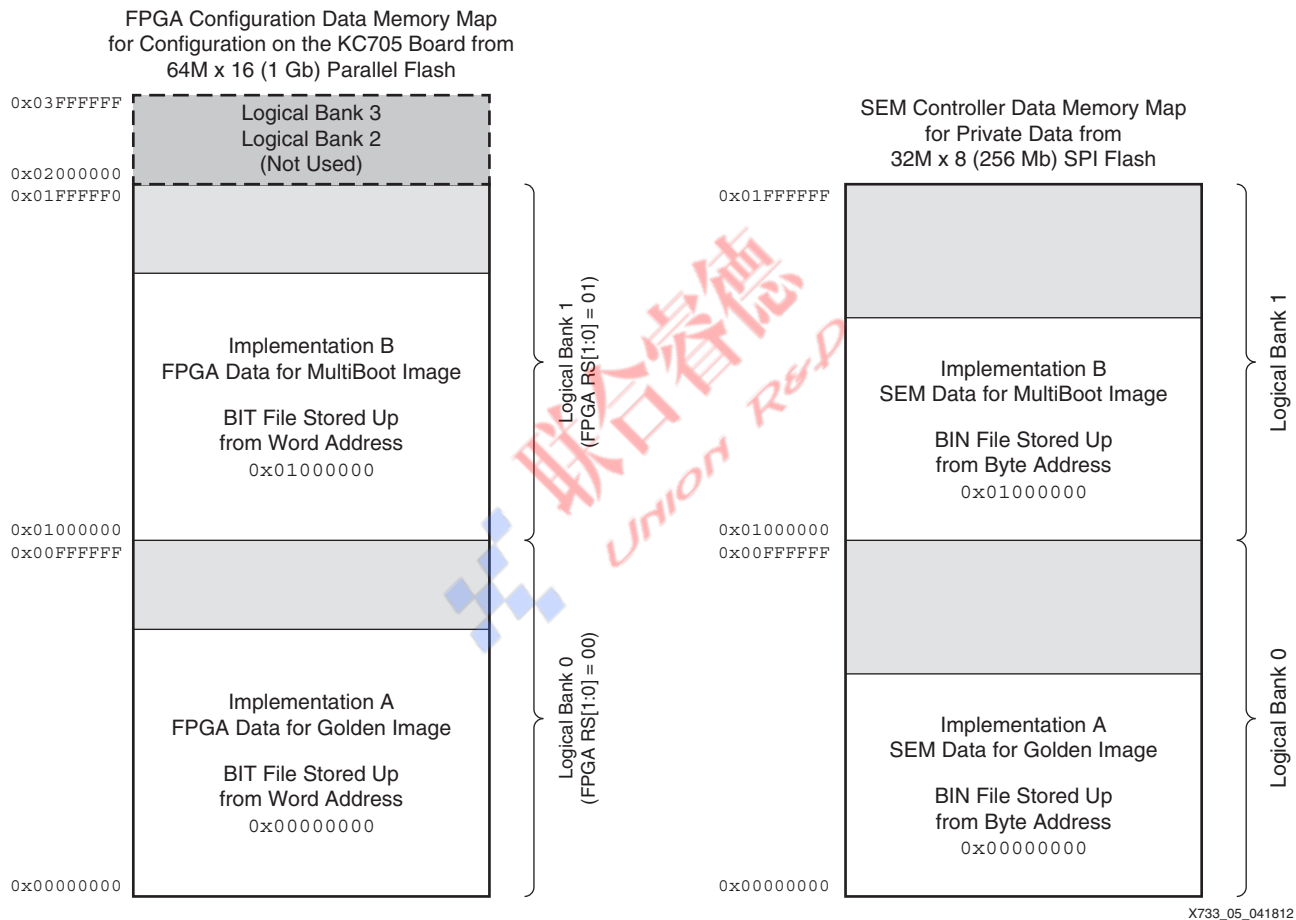 FPGA Configuration Data Memory Map
for Configuration on the KC705 Board from
64M x 16 (1 Gb) Parallel Flash
0x03FFFFFF
Logical Bank 3
Logical Bank 2
(Not Used)
0x02000000
0x01FFFFF0
Implementation B
FPGA Data for MultiBoot Image
BIT File Stored Up
from Word Address
0x01000000
Logical Bank 1
(FPGA RS[1:0] = 01)
0x01000000
0x00FFFFFF
Implementation A
FPGA Data for Golden Image
BIT File Stored Up
from Word Address
0x00000000
Logical Bank 0
(FPGA RS[1:0] = 00)
0x00000000
SEM Controller Data Memory Map
for Private Data from
32M x 8 (256 Mb) SPI Flash
0x01FFFFFF
Implementation B
SEM Data for MultiBoot Image
BIN File Stored Up
from Byte Address
0x01000000
Logical Bank 1
0x01000000
0x00FFFFFF
Implementation A
SEM Data for Golden Image
BIN File Stored Up
from Byte Address
0x00000000
Logical Bank 0
0x00000000
联合睿德
UNION R&D
X733_05_041812